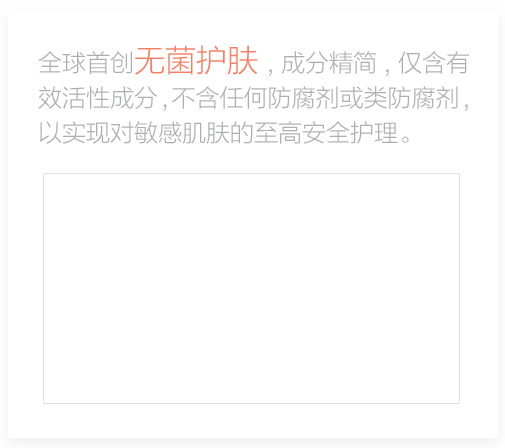 全球首创无菌护肤，成分精简，仅含有
效活性成分，不含任何防腐剂或类防腐剂，
以实现对敏感肌肤的至高安全护理。